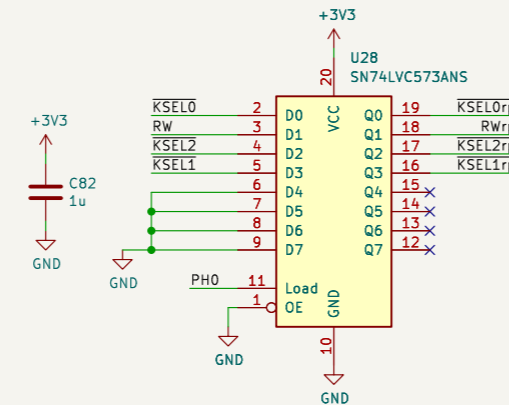 +3V3
U28
SN74LVC573ANS
20
VCC
KSEL0 2 D0 Q0 19 KSEL0r
RW 3 D1 Q1 18 RWr
KSEL2 4 D2 Q2 17 KSEL2r
KSEL1 5 D3 Q3 16 KSEL1r
6 D4 Q4 15
7 D5 Q5 14
8 D6 Q6 13
9 D7 Q7 12
+3V3
C82
1u
GND
GND
PH0 11 Load
1 OE
GND
10
GND
GND